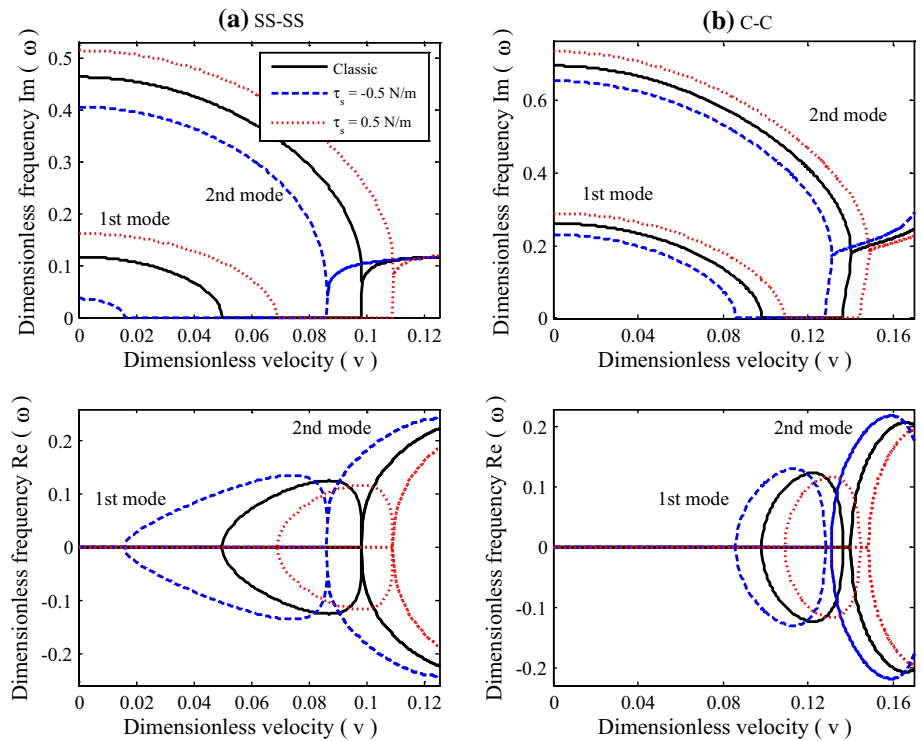 (a) SS-SS
Dimensionless frequency Im ( ω )
0.5
0.4
0.3
0.2
0.1
0
Classic
τs = -0.5 N/m
τs = 0.5 N/m
2nd mode
1st mode
0 0.02 0.04 0.06 0.08 0.1 0.12
Dimensionless velocity ( v )
(b) C-C
Dimensionless frequency Im ( ω )
0.6
0.4
0.2
0
2nd mode
1st mode
0 0.04 0.08 0.12 0.16
Dimensionless velocity ( v )
Dimensionless frequency Re ( ω )
0.2
0.1
0
-0.1
-0.2
2nd mode
1st mode
0 0.02 0.04 0.06 0.08 0.1 0.12
Dimensionless velocity ( v )
Dimensionless frequency Re ( ω )
0.2
0.1
0
-0.1
-0.2
2nd mode
1st mode
0 0.04 0.08 0.12 0.16
Dimensionless velocity ( v )